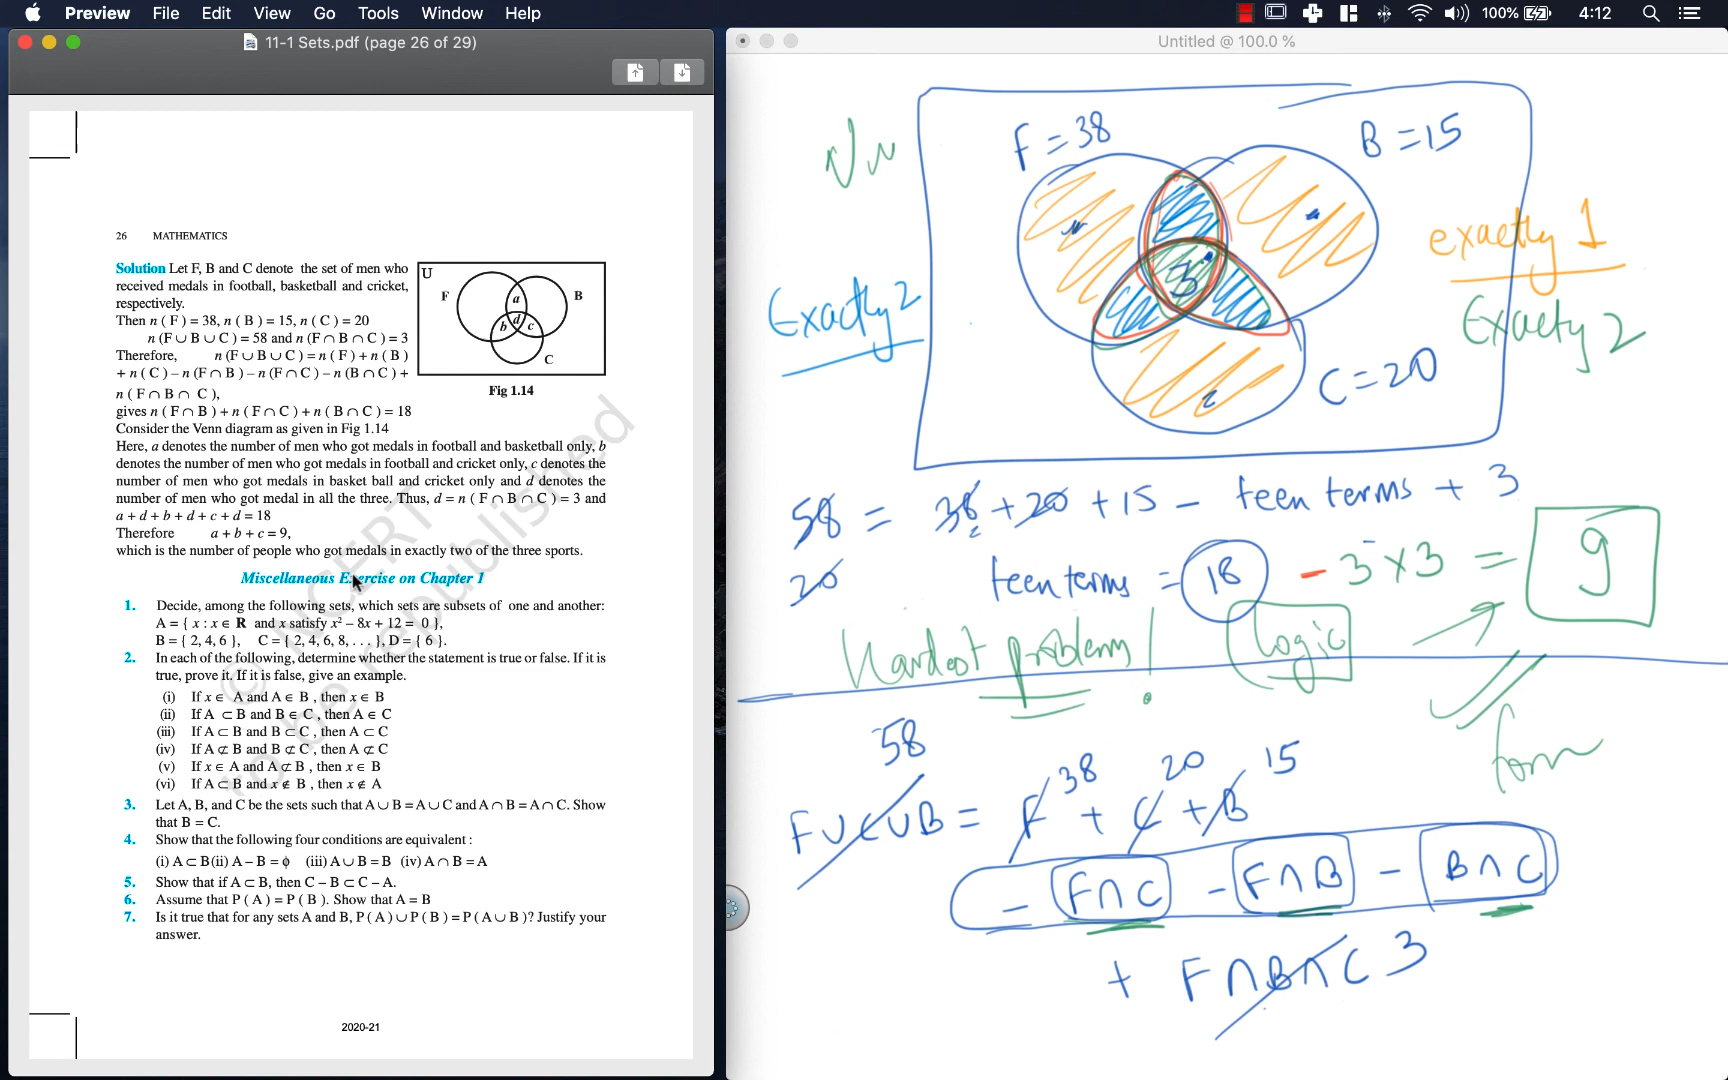 Preview File Edit View Go Tools Window Help 100% 4:12
11-1 Sets.pdf (page 26 of 29)
26 MATHEMATICS
Solution Let F, B and C denote the set of men who
received medals in football, basketball and cricket,
respectively.
Then n ( F ) = 38, n ( B ) = 15, n ( C ) = 20
n (F ∪ B ∪ C ) = 58 and n (F ∩ B ∩ C ) = 3
Therefore, n (F ∪ B ∪ C ) = n ( F ) + n ( B )
+ n ( C ) – n (F ∩ B ) – n (F ∩ C ) – n (B ∩ C ) +
n ( F ∩ B ∩ C ),
gives n ( F ∩ B ) + n ( F ∩ C ) + n ( B ∩ C ) = 18
Consider the Venn diagram as given in Fig 1.14
U
F
B
a
b
d
c
C
Fig 1.14
Here, a denotes the number of men who got medals in football and basketball only, b
denotes the number of men who got medals in football and cricket only, c denotes the
number of men who got medals in basket ball and cricket only and d denotes the
number of men who got medal in all the three. Thus, d = n ( F ∩ B ∩ C ) = 3 and
a + d + b + d + c + d = 18
Therefore a + b + c = 9,
which is the number of people who got medals in exactly two of the three sports.
Miscellaneous Exercise on Chapter 1
1. Decide, among the following sets, which sets are subsets of one and another:
A = { x : x ∈ R and x satisfy x² – 8x + 12 = 0 },
B = { 2, 4, 6 }, C = { 2, 4, 6, 8, . . . }, D = { 6 }.
2. In each of the following, determine whether the statement is true or false. If it is
true, prove it. If it is false, give an example.
(i) If x ∈ A and A ∈ B , then x ∈ B
(ii) If A ⊂ B and B ∈ C , then A ∈ C
(iii) If A ⊂ B and B ⊂ C , then A ⊂ C
(iv) If A ⊄ B and B ⊄ C , then A ⊄ C
(v) If x ∈ A and A ⊄ B , then x ∈ B
(vi) If A ⊂ B and x ∉ B , then x ∉ A
3. Let A, B, and C be the sets such that A ∪ B = A ∪ C and A ∩ B = A ∩ C. Show
that B = C.
4. Show that the following four conditions are equivalent :
(i) A ⊂ B(ii) A – B = ϕ (iii) A ∪ B = B (iv) A ∩ B = A
5. Show that if A ⊂ B, then C – B ⊂ C – A.
6. Assume that P ( A ) = P ( B ). Show that A = B
7. Is it true that for any sets A and B, P ( A ) ∪ P ( B ) = P ( A ∪ B )? Justify your
answer.
2020-21
© NCERT
to be republished
Untitled @ 100.0 %
F = 38
B = 15
exactly 1
Exactly 2
3
Exactly 2
C = 20
58 = 38 + 20 + 15 - teen terms + 3
20
teen terms = 18 - 3 x 3 = 9
Hardest problem! logic
form
58
38 20 15
F ∪ C ∪ B = F + C + B
- F ∩ C - F ∩ B - B ∩ C
+ F ∩ B ∩ C 3